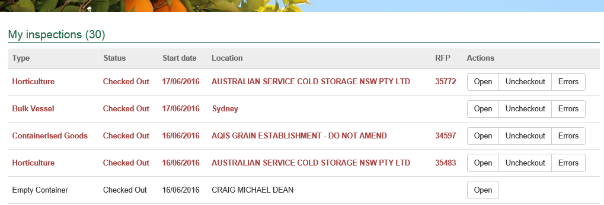 My inspections (30)
Type Status Start date Location RFP Actions
Horticulture Checked Out 17/06/2016 AUSTRALIAN SERVICE COLD STORAGE NSW PTY LTD 35772 Open Uncheckout Errors
Bulk Vessel Checked Out 17/06/2016 Sydney Open Uncheckout Errors
Containerised Goods Checked Out 16/06/2016 AQIS GRAIN ESTABLISHMENT - DO NOT AMEND 34597 Open Uncheckout Errors
Horticulture Checked Out 16/06/2016 AUSTRALIAN SERVICE COLD STORAGE NSW PTY LTD 35483 Open Uncheckout Errors
Empty Container Checked Out 16/06/2016 CRAIG MICHAEL DEAN Open